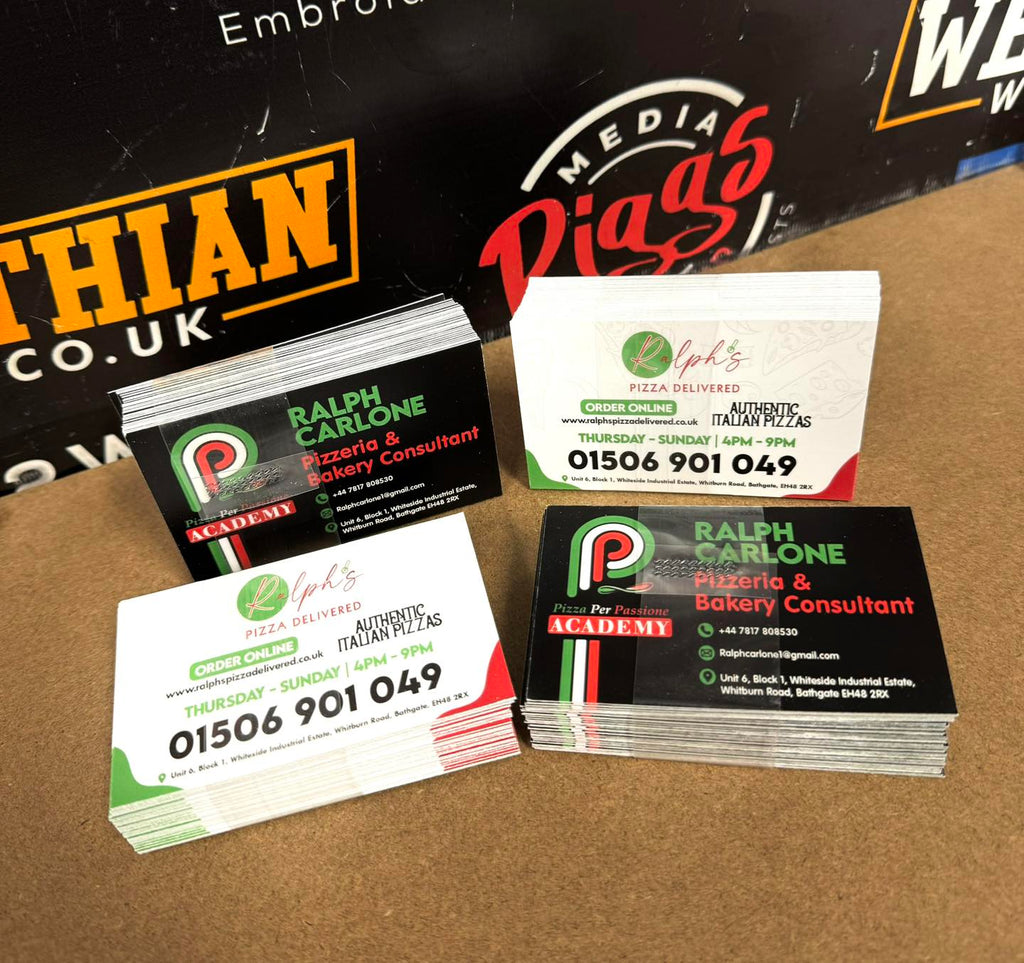 Embroid
WE
W
MEDIA
Riggs
STS
THIAN
CO.UK
OW
RALPH
CARLONE
Pizzeria &
Bakery Consultant
Pizza Per Passione
ACADEMY
+44 7817 808530
Ralphcarlone1@gmail.com
Unit 6, Block 1, Whiteside Industrial Estate,
Whitburn Road, Bathgate EH48 2RX
Ralph's
PIZZA DELIVERED
ORDER ONLINE
www.ralphspizzadelivered.co.uk
AUTHENTIC
ITALIAN PIZZAS
THURSDAY - SUNDAY | 4PM - 9PM
01506 901 049
Unit 6, Block 1, Whiteside Industrial Estate, Whitburn Road, Bathgate, EH48 2RX
Ralph's
PIZZA DELIVERED
ORDER ONLINE
www.ralphspizzadelivered.co.uk
AUTHENTIC
ITALIAN PIZZAS
THURSDAY - SUNDAY | 4PM - 9PM
01506 901 049
Unit 6, Block 1, Whiteside Industrial Estate, Whitburn Road, Bathgate, EH48 2RX
RALPH
CARLONE
Pizzeria &
Bakery Consultant
Pizza Per Passione
ACADEMY
+44 7817 808530
Ralphcarlone1@gmail.com
Unit 6, Block 1, Whiteside Industrial Estate,
Whitburn Road, Bathgate EH48 2RX